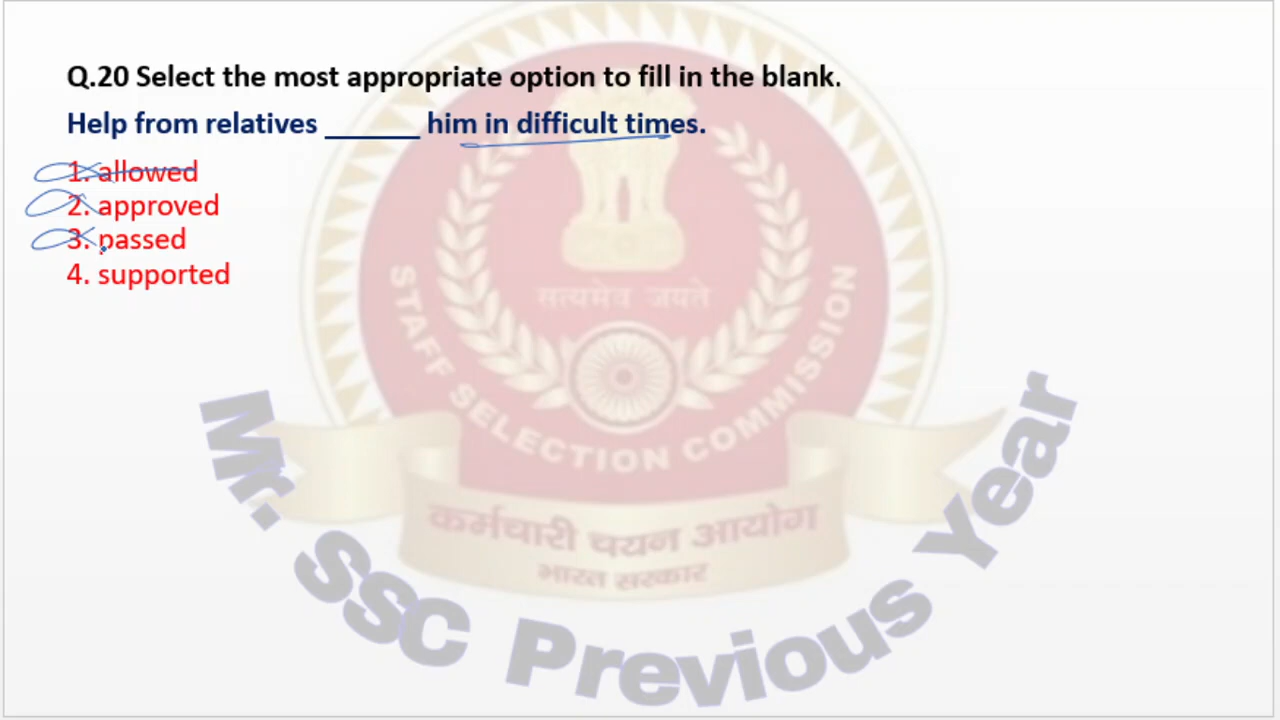 Q.20 Select the most appropriate option to fill in the blank.
Help from relatives ______ him in difficult times.
1. allowed
2. approved
3. passed
4. supported
सत्यमेव जयते
STAFF SELECTION COMMISSION
कर्मचारी चयन आयोग
भारत सरकार
Mr. SSC Previous Year